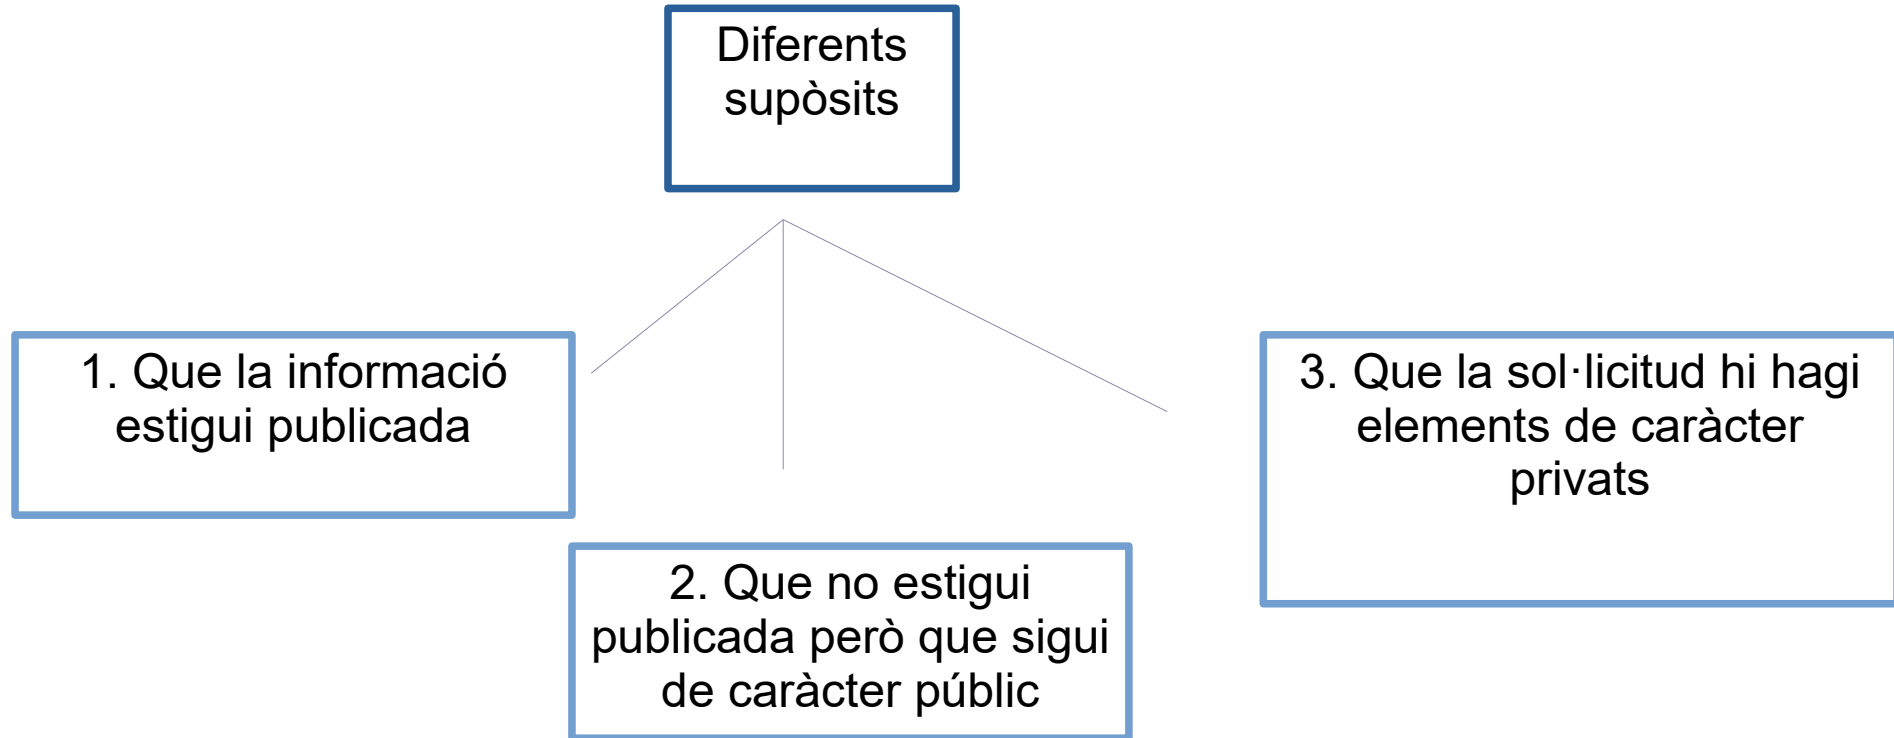 Diferents
supòsits
1. Que la informació
estigui publicada
2. Que no estigui
publicada però que sigui
de caràcter públic
3. Que la sol·licitud hi hagi
elements de caràcter
privats